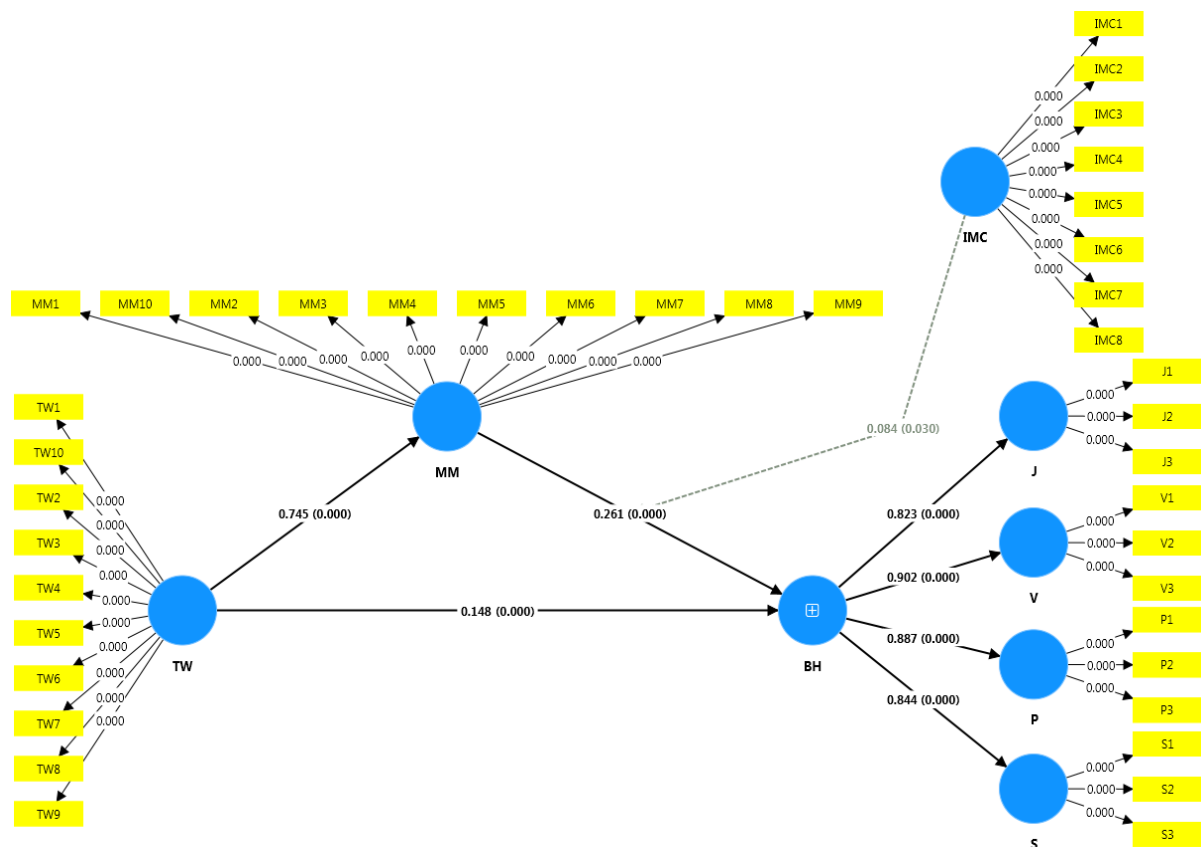 IMC1
IMC2
IMC3
IMC4
IMC5
IMC6
IMC7
IMC8
0.000
0.000
0.000
0.000
0.000
0.000
0.000
0.000
IMC
MM1
MM10
MM2
MM3
MM4
MM5
MM6
MM7
MM8
MM9
0.000
0.000
0.000
0.000
0.000
0.000
0.000
0.000
0.000
0.000
MM
TW1
TW10
TW2
TW3
TW4
TW5
TW6
TW7
TW8
TW9
0.000
0.000
0.000
0.000
0.000
0.000
0.000
0.000
0.000
0.000
TW
0.745 (0.000)
0.261 (0.000)
0.084 (0.030)
0.148 (0.000)
BH
0.823 (0.000)
0.902 (0.000)
0.887 (0.000)
0.844 (0.000)
J
0.000
0.000
0.000
J1
J2
J3
V
0.000
0.000
0.000
V1
V2
V3
P
0.000
0.000
0.000
P1
P2
P3
S
0.000
0.000
0.000
S1
S2
S3